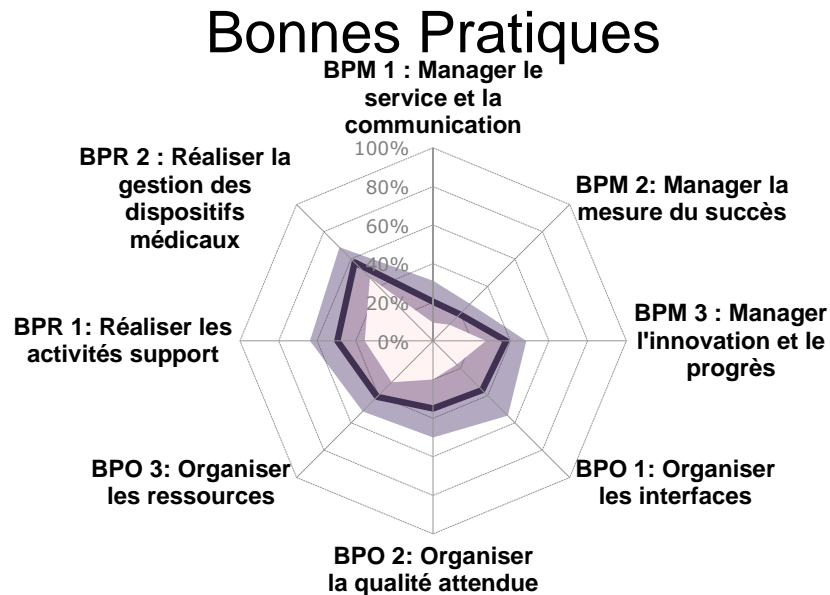 Bonnes Pratiques
BPM 1 : Manager le
service et la
communication
BPM 2: Manager la
mesure du succès
BPM 3 : Manager
l'innovation et le
progrès
BPO 1: Organiser
les interfaces
BPO 2: Organiser
la qualité attendue
BPO 3: Organiser
les ressources
BPR 1: Réaliser les
activités support
BPR 2 : Réaliser la
gestion des
dispositifs
médicaux
100%
80%
60%
40%
20%
0%